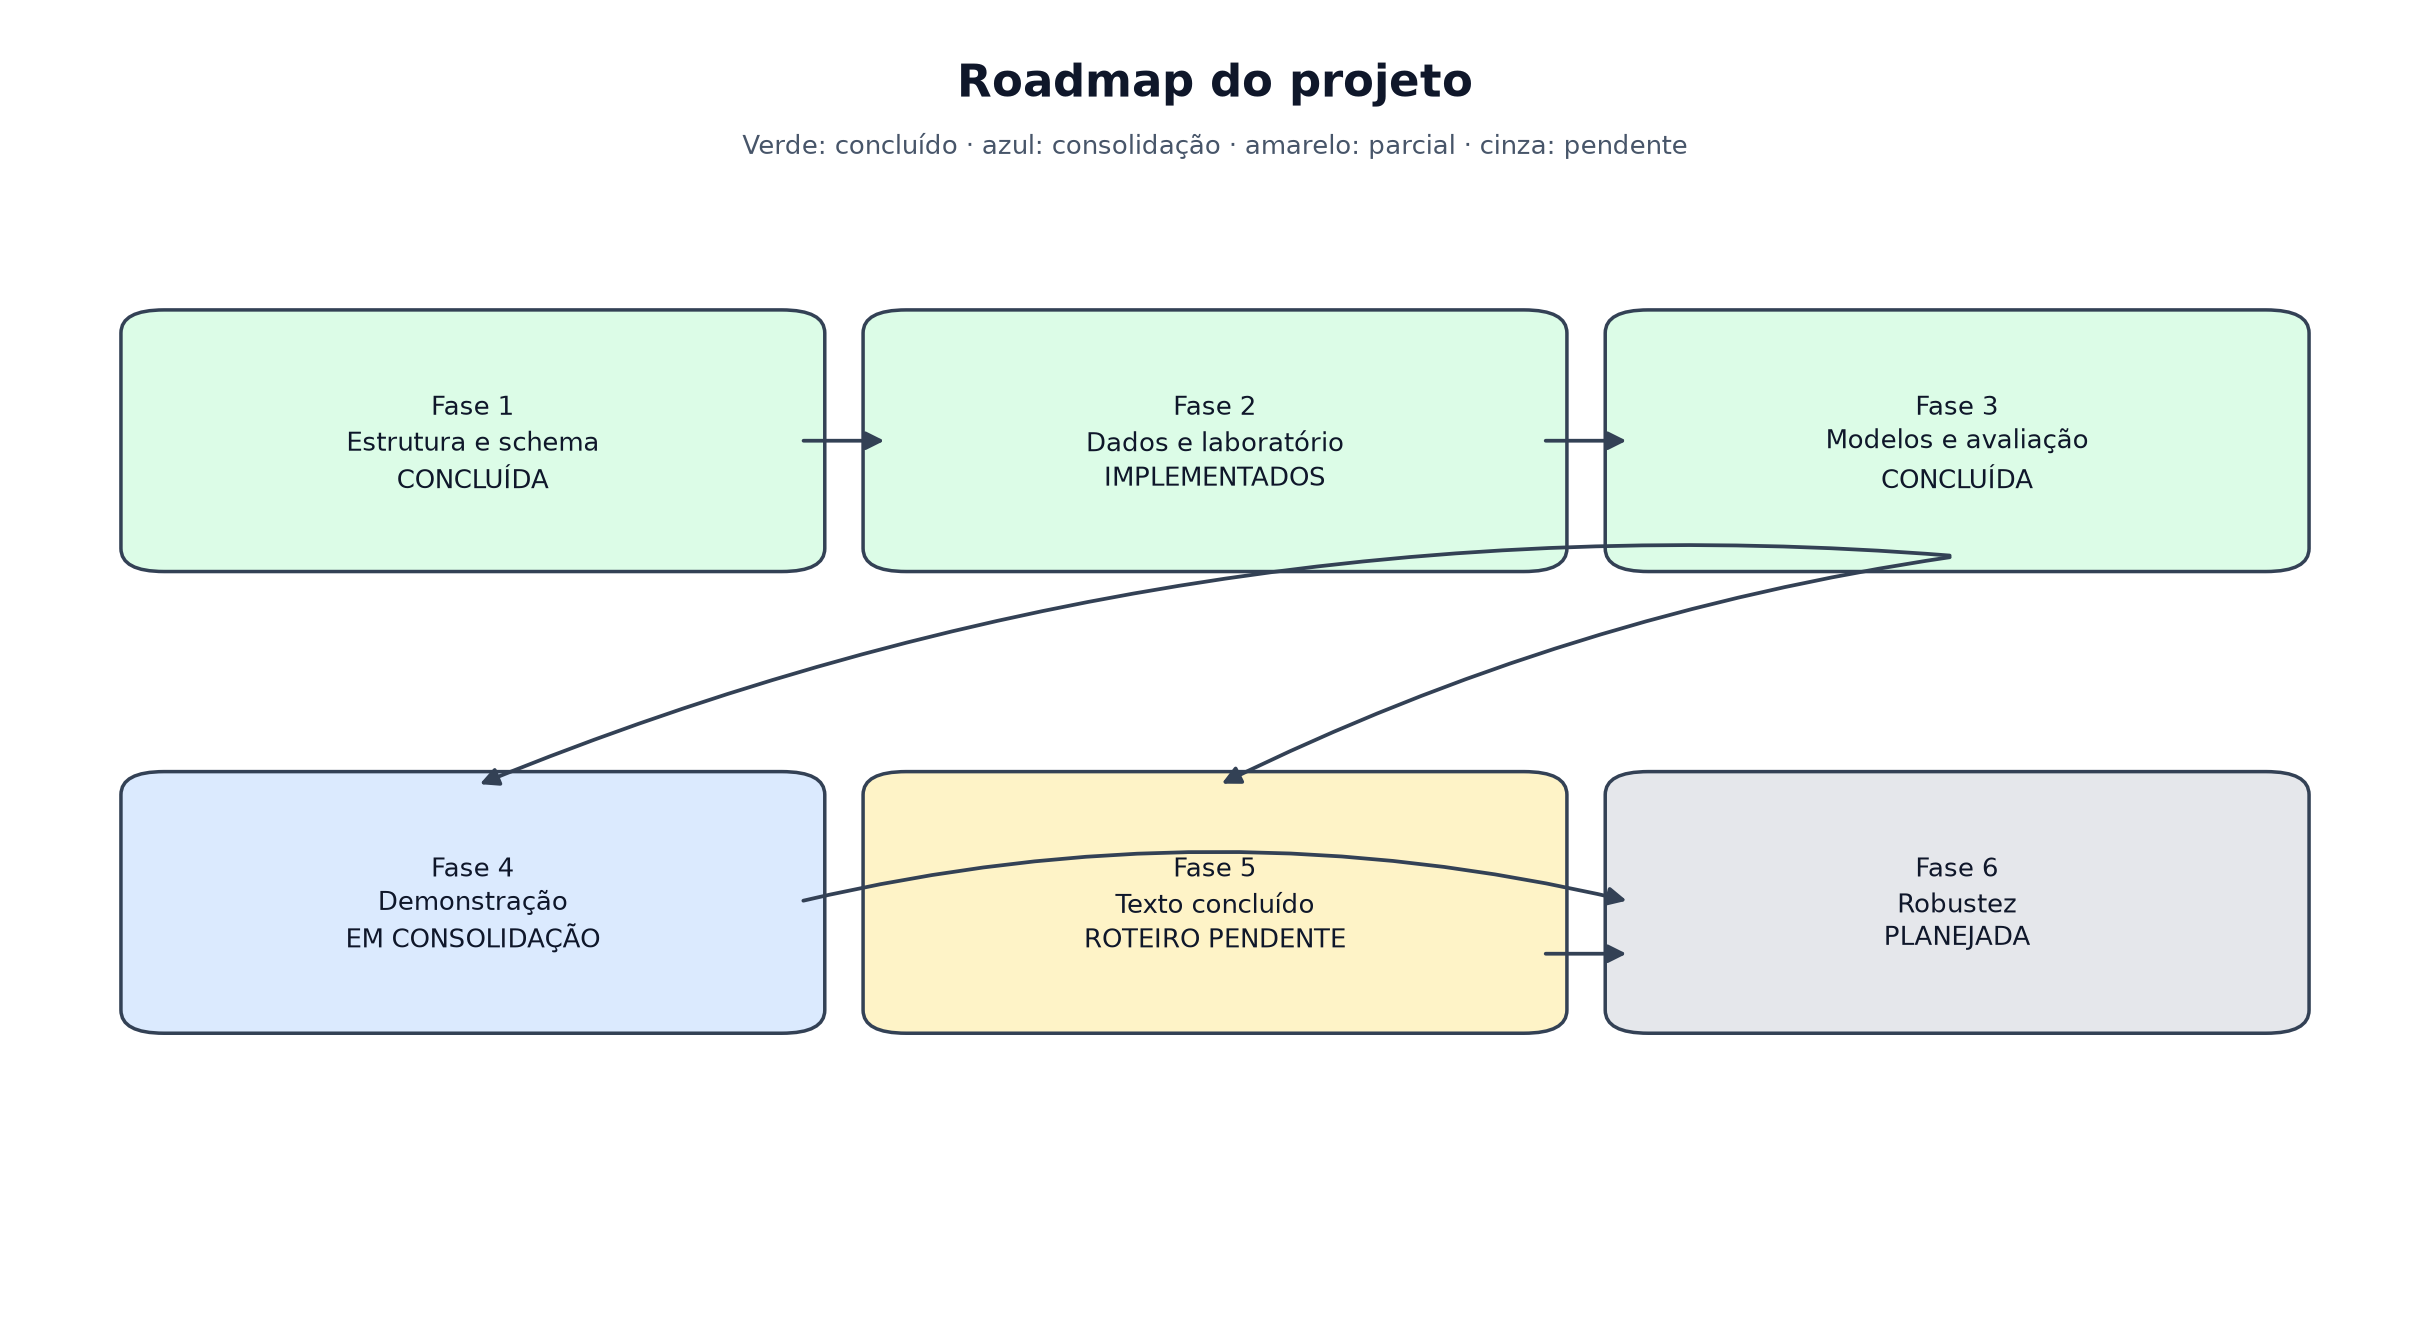 Roadmap do projeto
Verde: concluído · azul: consolidação · amarelo: parcial · cinza: pendente
Fase 1
Estrutura e schema
CONCLUÍDA
Fase 2
Dados e laboratório
IMPLEMENTADOS
Fase 3
Modelos e avaliação
CONCLUÍDA
Fase 4
Demonstração
EM CONSOLIDAÇÃO
Fase 5
Texto concluído
ROTEIRO PENDENTE
Fase 6
Robustez
PLANEJADA